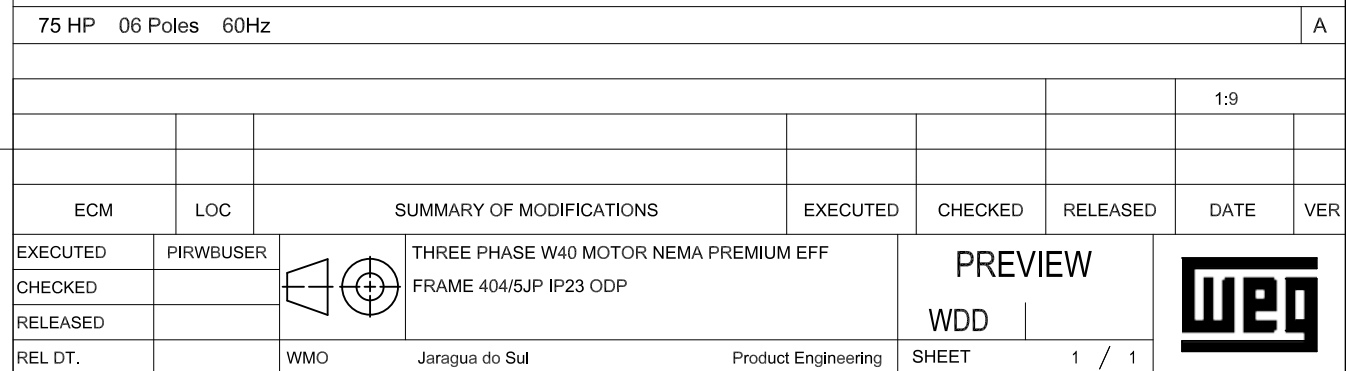 75 HP 06 Poles 60Hz A
1:9
ECM LOC SUMMARY OF MODIFICATIONS EXECUTED CHECKED RELEASED DATE VER
EXECUTED PIRWBUSER THREE PHASE W40 MOTOR NEMA PREMIUM EFF PREVIEW
CHECKED FRAME 404/5JP IP23 ODP
RELEASED WDD
REL DT. WMO Jaragua do Sul Product Engineering SHEET 1 / 1
weg